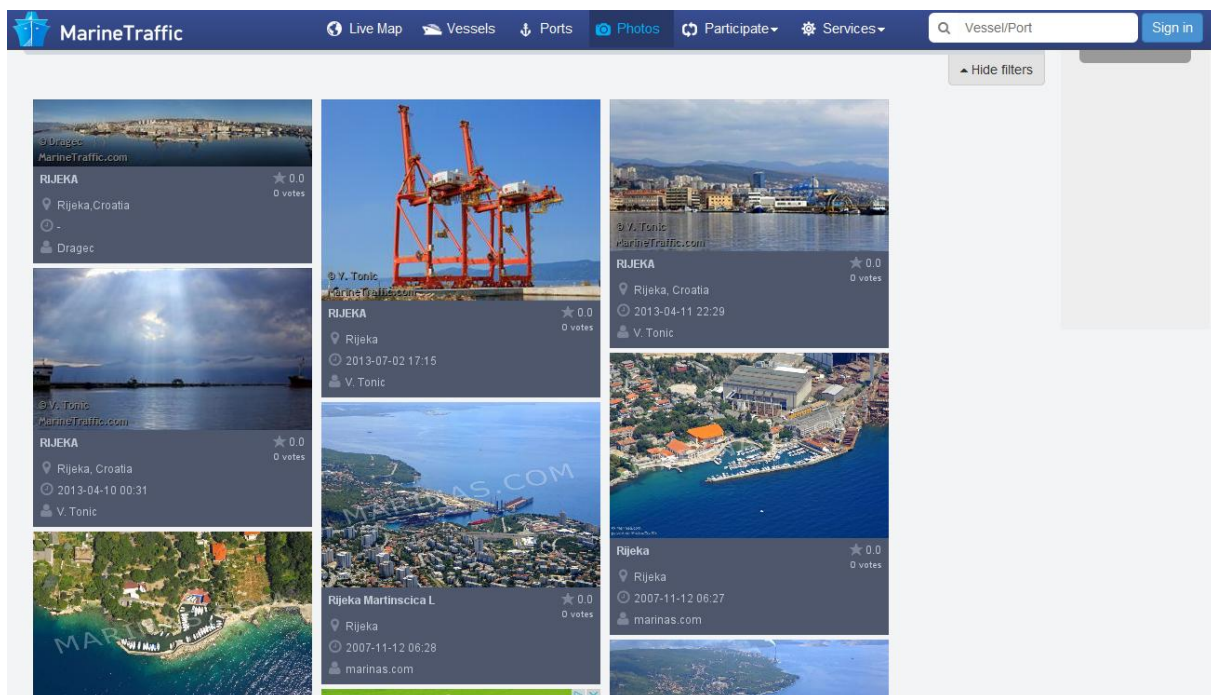 MarineTraffic
Live Map
Vessels
Ports
Photos
Participate
Services
Vessel/Port
Sign in
Hide filters
© Dragec
MarineTraffic.com
RIJEKA
0.0
0 votes
Rijeka,Croatia
-
Dragec
© V. Tonic
MarineTraffic.com
RIJEKA
0.0
0 votes
Rijeka, Croatia
2013-04-10 00:31
V. Tonic
© V. Tonic
MarineTraffic.com
RIJEKA
0.0
0 votes
Rijeka
2013-07-02 17:15
V. Tonic
MARINAS.COM
Rijeka Martinscica L
0.0
0 votes
Rijeka
2007-11-12 06:28
marinas.com
© V. Tonic
MarineTraffic.com
RIJEKA
0.0
0 votes
Rijeka, Croatia
2013-04-11 22:29
V. Tonic
Rijeka
0.0
0 votes
Rijeka
2007-11-12 06:27
marinas.com